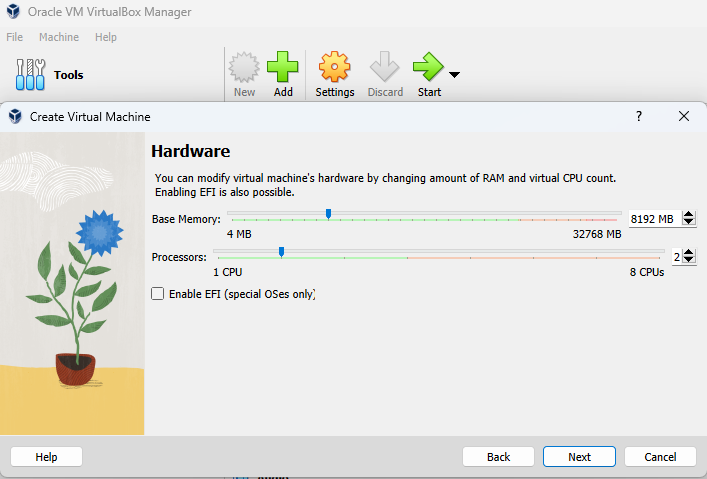 Oracle VM VirtualBox Manager
File Machine Help
Tools
New Add Settings Discard Start
Create Virtual Machine ?
Hardware
You can modify virtual machine's hardware by changing amount of RAM and virtual CPU count.
Enabling EFI is also possible.
Base Memory: 8192 MB
4 MB 32768 MB
Processors: 2
1 CPU 8 CPUs
Enable EFI (special OSes only)
Help Back Next Cancel